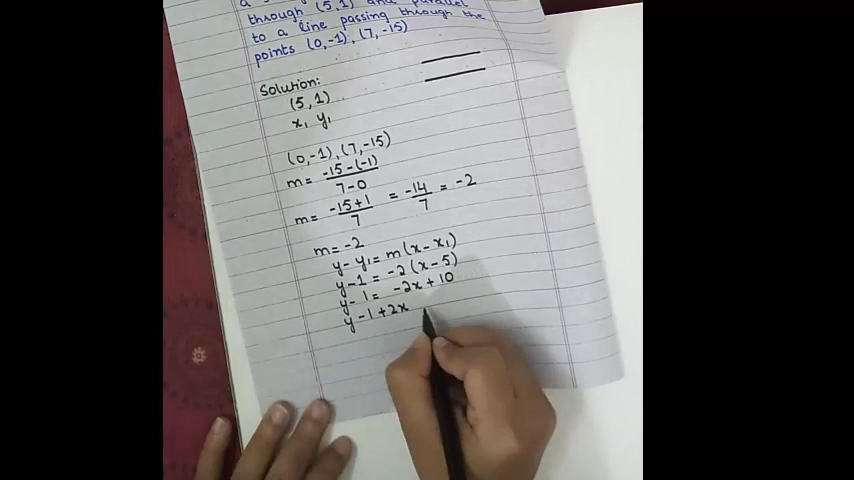 through (5,1) and parallel
to a line passing through the
points (0,-1), (7,-15)
Solution:
(5,1)
x₁ y₁
(0,-1), (7,-15)
m = -15-(-1) / 7-0
m = -15+1 / 7 = -14 / 7 = -2
m = -2
y - y₁ = m(x - x₁)
y - 1 = -2(x - 5)
y - 1 = -2x + 10
y - 1 + 2x